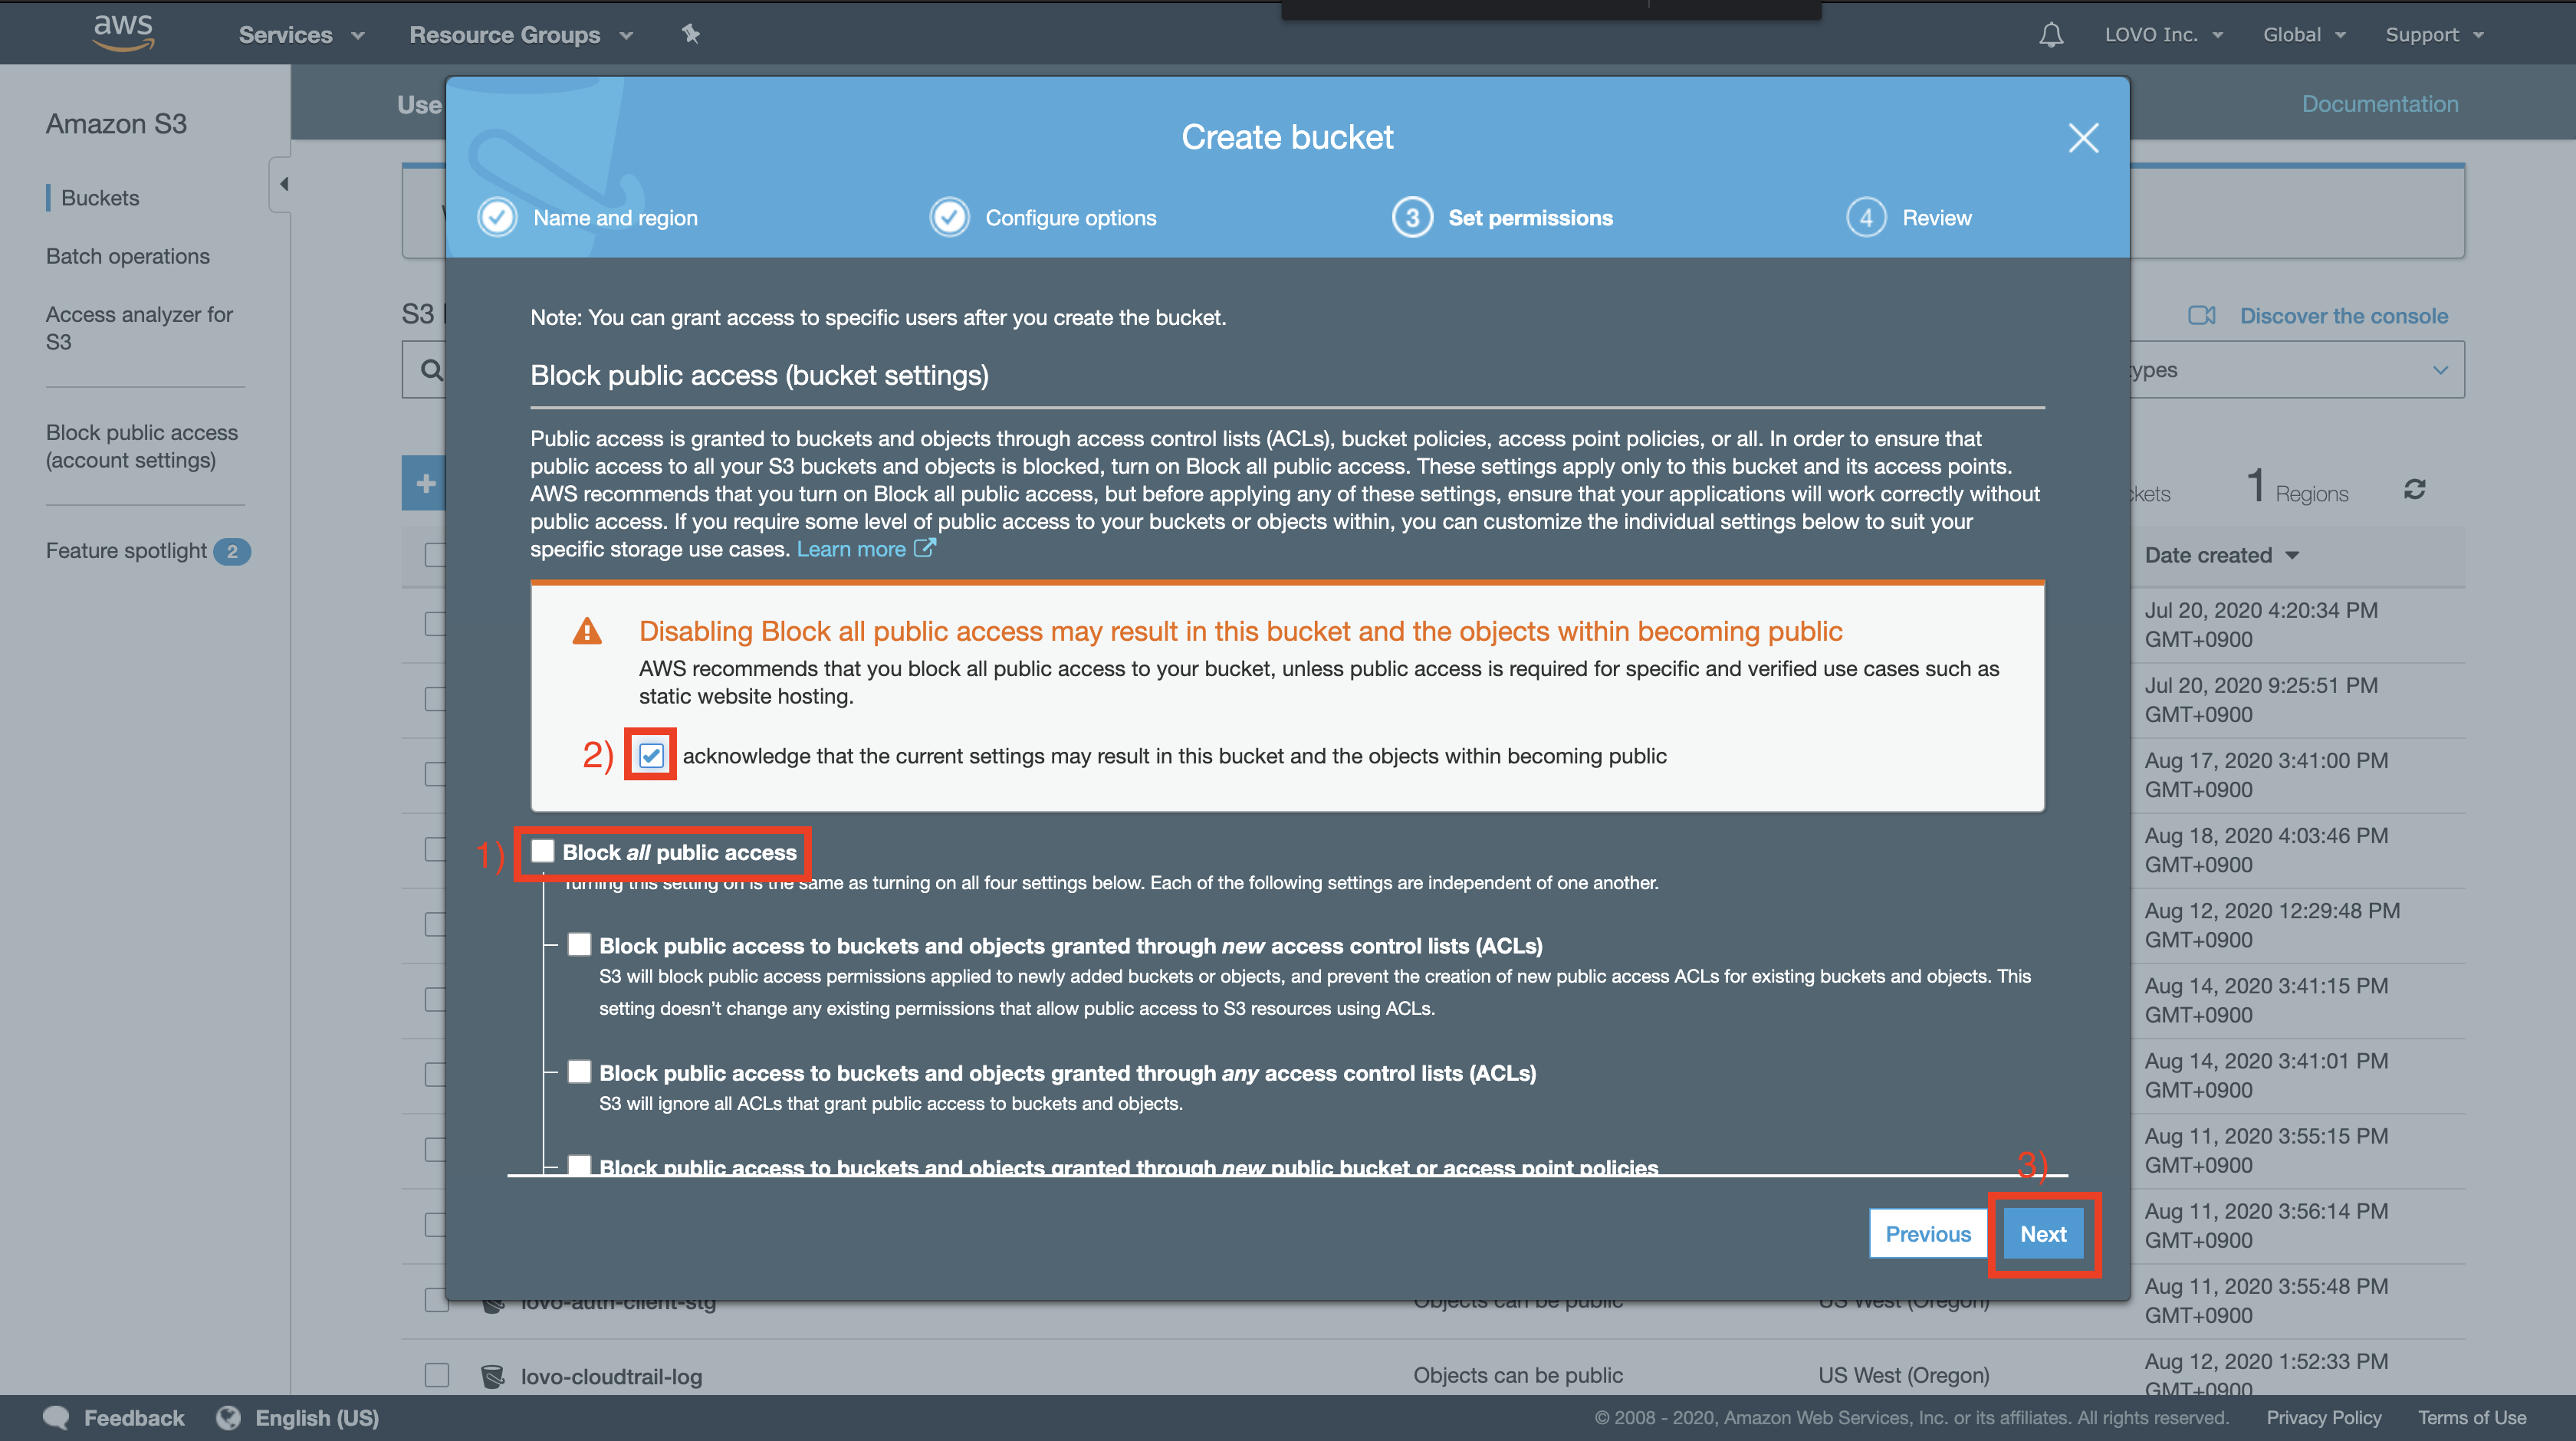 aws
Services
Resource Groups
LOVO Inc.
Global
Support
Amazon S3
Buckets
Batch operations
Access analyzer for
S3
Block public access
(account settings)
Feature spotlight 2
Use
Documentation
Create bucket
Name and region
Configure options
3 Set permissions
4 Review
S3
Discover the console
Note: You can grant access to specific users after you create the bucket.
Block public access (bucket settings)
Public access is granted to buckets and objects through access control lists (ACLs), bucket policies, access point policies, or all. In order to ensure that
public access to all your S3 buckets and objects is blocked, turn on Block all public access. These settings apply only to this bucket and its access points.
AWS recommends that you turn on Block all public access, but before applying any of these settings, ensure that your applications will work correctly without
public access. If you require some level of public access to your buckets or objects within, you can customize the individual settings below to suit your
specific storage use cases. Learn more
Disabling Block all public access may result in this bucket and the objects within becoming public
AWS recommends that you block all public access to your bucket, unless public access is required for specific and verified use cases such as
static website hosting.
2) acknowledge that the current settings may result in this bucket and the objects within becoming public
1) Block all public access
Turning this setting on is the same as turning on all four settings below. Each of the following settings are independent of one another.
Block public access to buckets and objects granted through new access control lists (ACLs)
S3 will block public access permissions applied to newly added buckets or objects, and prevent the creation of new public access ACLs for existing buckets and objects. This
setting doesn't change any existing permissions that allow public access to S3 resources using ACLs.
Block public access to buckets and objects granted through any access control lists (ACLs)
S3 will ignore all ACLs that grant public access to buckets and objects.
Block public access to buckets and objects granted through new public bucket or access point policies
3)
Previous
Next
ypes
kets
1 Regions
Date created
Jul 20, 2020 4:20:34 PM
GMT+0900
Jul 20, 2020 9:25:51 PM
GMT+0900
Aug 17, 2020 3:41:00 PM
GMT+0900
Aug 18, 2020 4:03:46 PM
GMT+0900
Aug 12, 2020 12:29:48 PM
GMT+0900
Aug 14, 2020 3:41:15 PM
GMT+0900
Aug 14, 2020 3:41:01 PM
GMT+0900
Aug 11, 2020 3:55:15 PM
GMT+0900
Aug 11, 2020 3:56:14 PM
GMT+0900
Aug 11, 2020 3:55:48 PM
GMT+0900
lovo-auth-client-stg
Objects can be public
US West (Oregon)
lovo-cloudtrail-log
Objects can be public
US West (Oregon)
Aug 12, 2020 1:52:33 PM
GMT+0900
Feedback
English (US)
© 2008 - 2020, Amazon Web Services, Inc. or its affiliates. All rights reserved.
Privacy Policy
Terms of Use